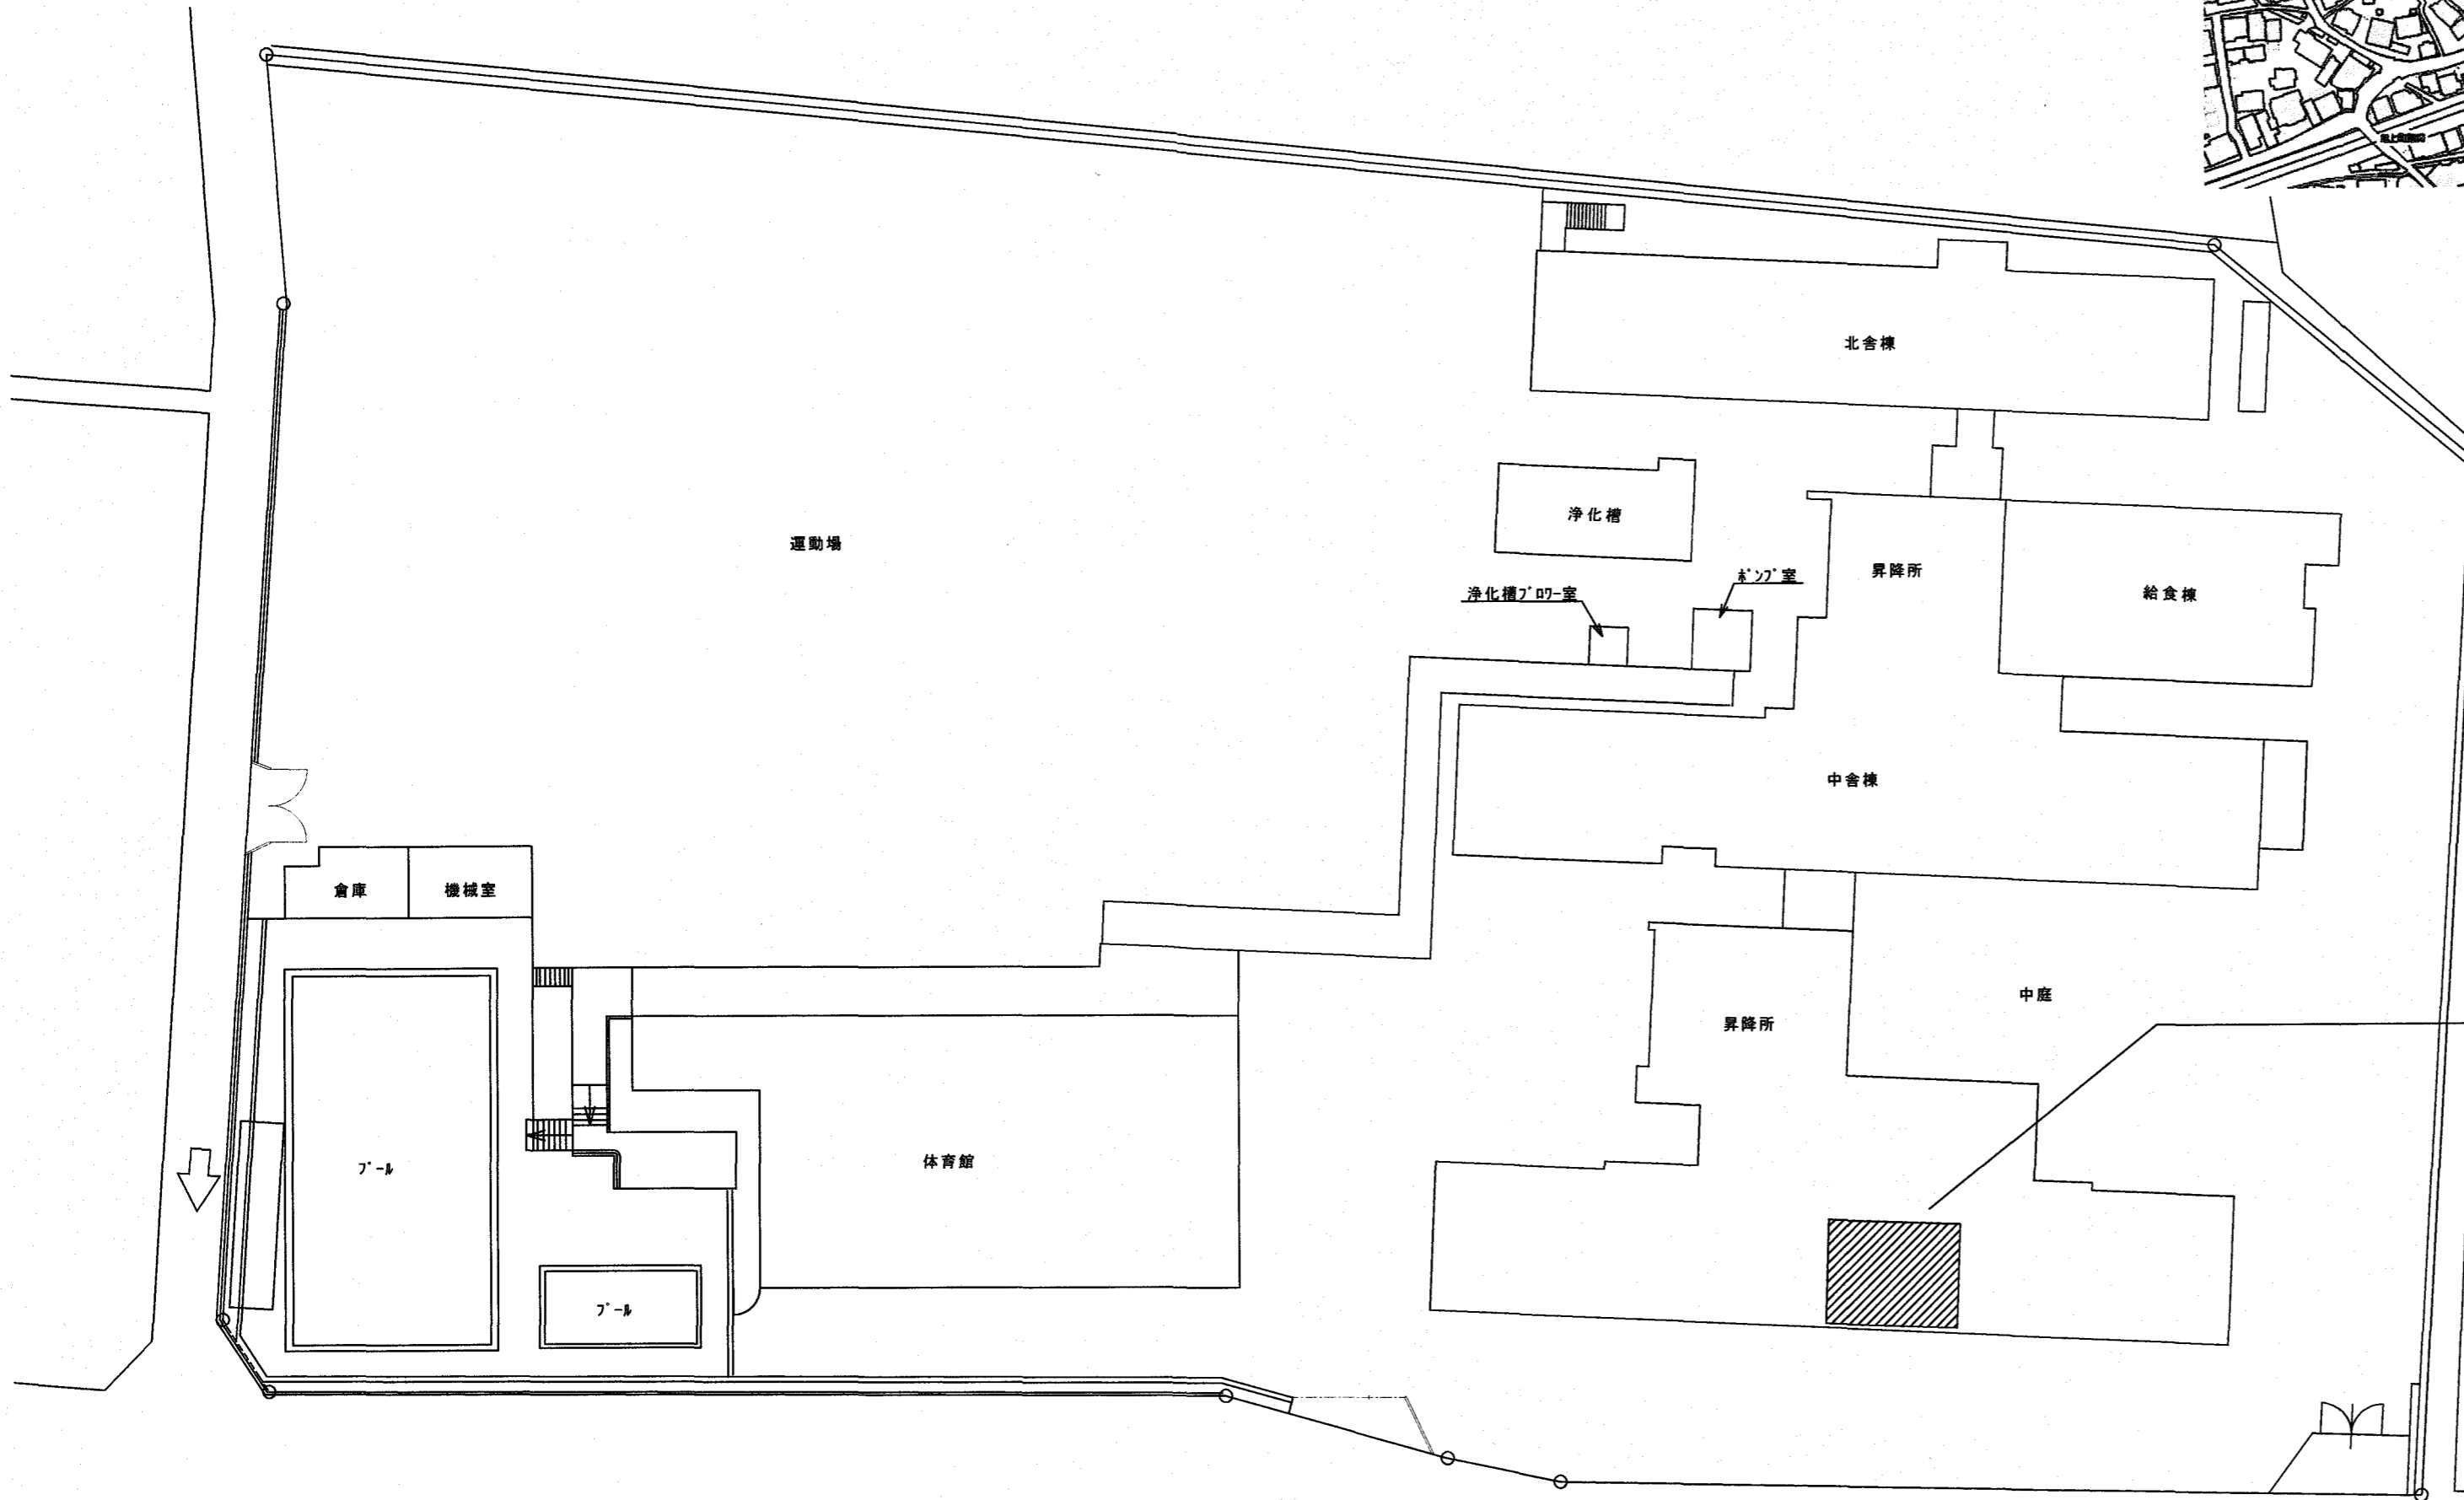 北舎棟
浄化槽
運動場
昇降所
ﾎﾟﾝﾌﾟ室
浄化槽ﾌﾞﾛﾜｰ室
給食棟
中舎棟
倉庫
機械室
中庭
昇降所
ﾌﾟｰﾙ
体育館
ﾌﾟｰﾙ